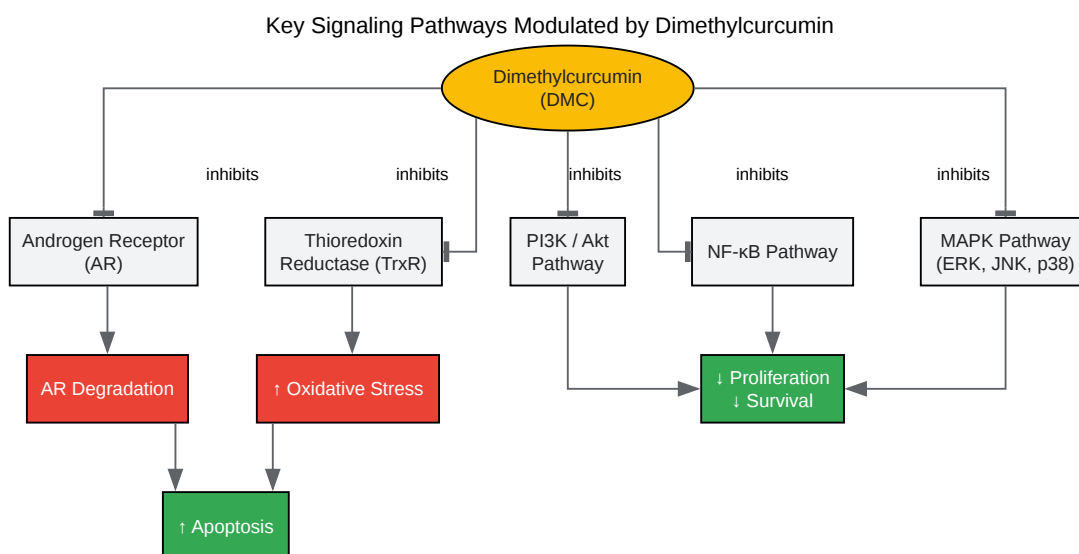 Key Signaling Pathways Modulated by Dimethylcurcumin
Dimethylcurcumin
(DMC)
inhibits
inhibits
inhibits
inhibits
inhibits
Androgen Receptor
(AR)
Thioredoxin
Reductase (TrxR)
PI3K / Akt
Pathway
NF-κB Pathway
MAPK Pathway
(ERK, JNK, p38)
AR Degradation
↑ Oxidative Stress
↓ Proliferation
↓ Survival
↑ Apoptosis